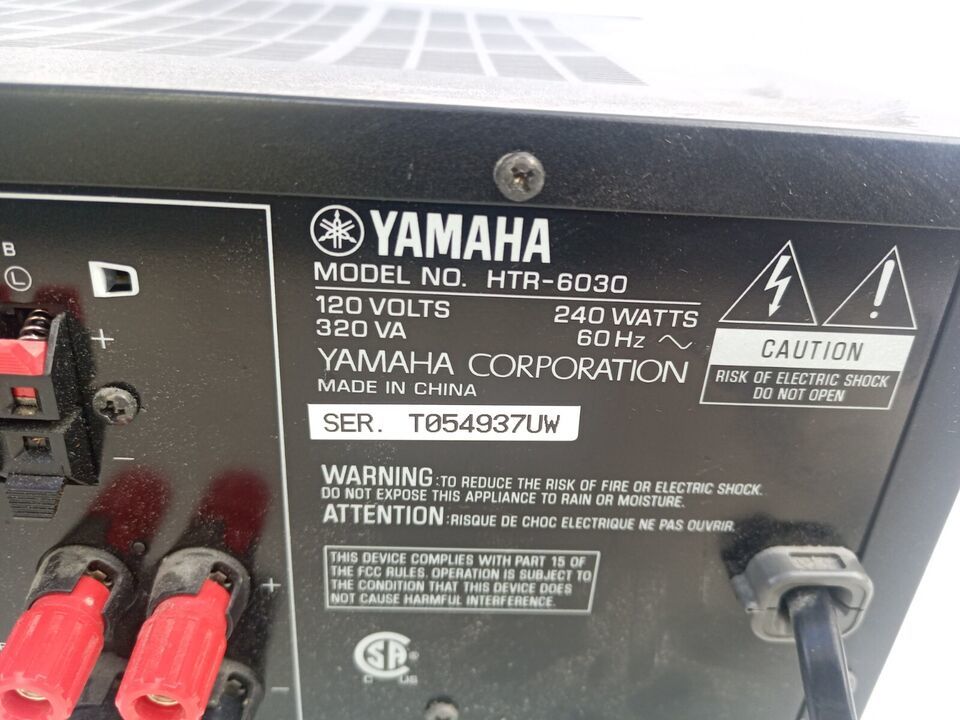 B
L
+
−
+
−
YAMAHA
MODEL NO. HTR-6030
120 VOLTS 240 WATTS
320 VA 60 Hz ~
YAMAHA CORPORATION
MADE IN CHINA
SER. T054937UW
CAUTION
RISK OF ELECTRIC SHOCK
DO NOT OPEN
WARNING :TO REDUCE THE RISK OF FIRE OR ELECTRIC SHOCK.
DO NOT EXPOSE THIS APPLIANCE TO RAIN OR MOISTURE.
ATTENTION :RISQUE DE CHOC ELECTRIQUE NE PAS OUVRIR.
THIS DEVICE COMPLIES WITH PART 15 OF
THE FCC RULES. OPERATION IS SUBJECT TO
THE CONDITION THAT THIS DEVICE DOES
NOT CAUSE HARMFUL INTERFERENCE.
SA
C US